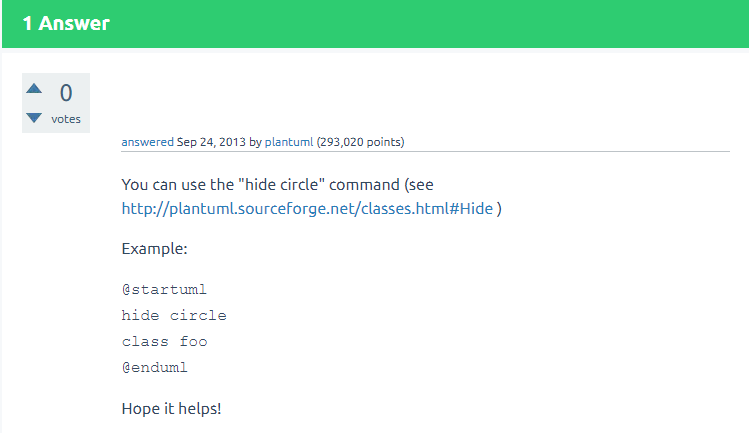 1 Answer
0
votes
answered Sep 24, 2013 by plantuml (293,020 points)
You can use the "hide circle" command (see
http://plantuml.sourceforge.net/classes.html#Hide )
Example:
@startuml
hide circle
class foo
@enduml
Hope it helps!